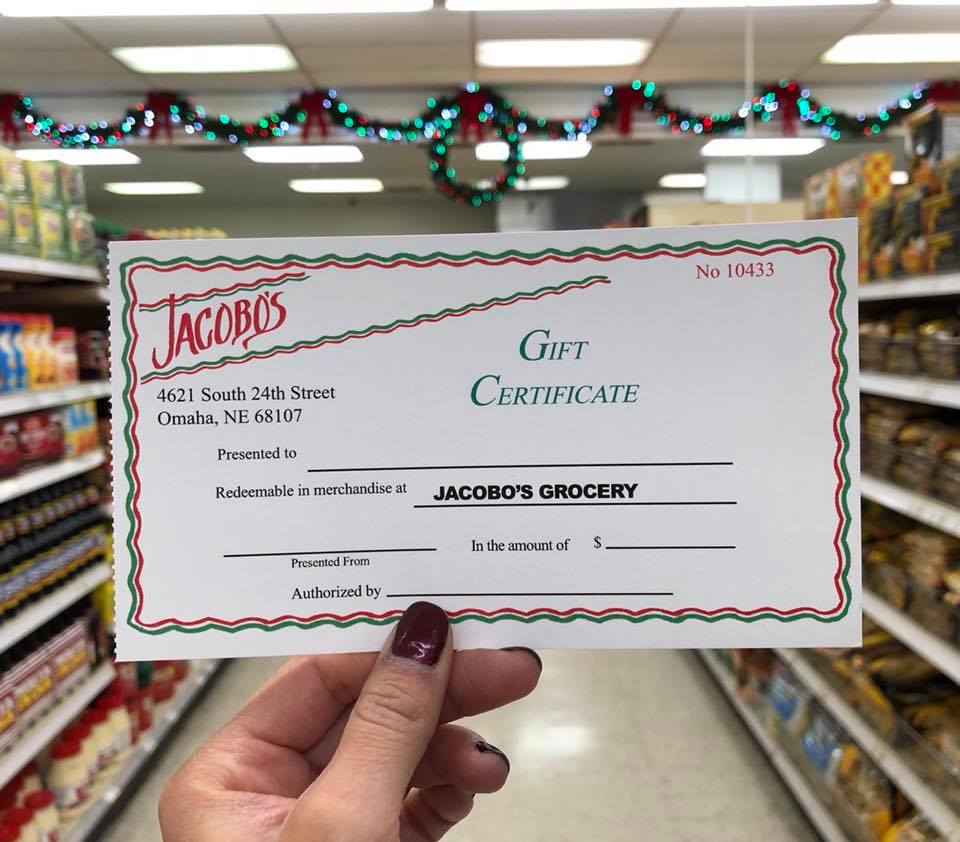 No 10433
JACOBO'S
GIFT
CERTIFICATE
4621 South 24th Street
Omaha, NE 68107
Presented to
Redeemable in merchandise at JACOBO'S GROCERY
In the amount of $
Presented From
Authorized by